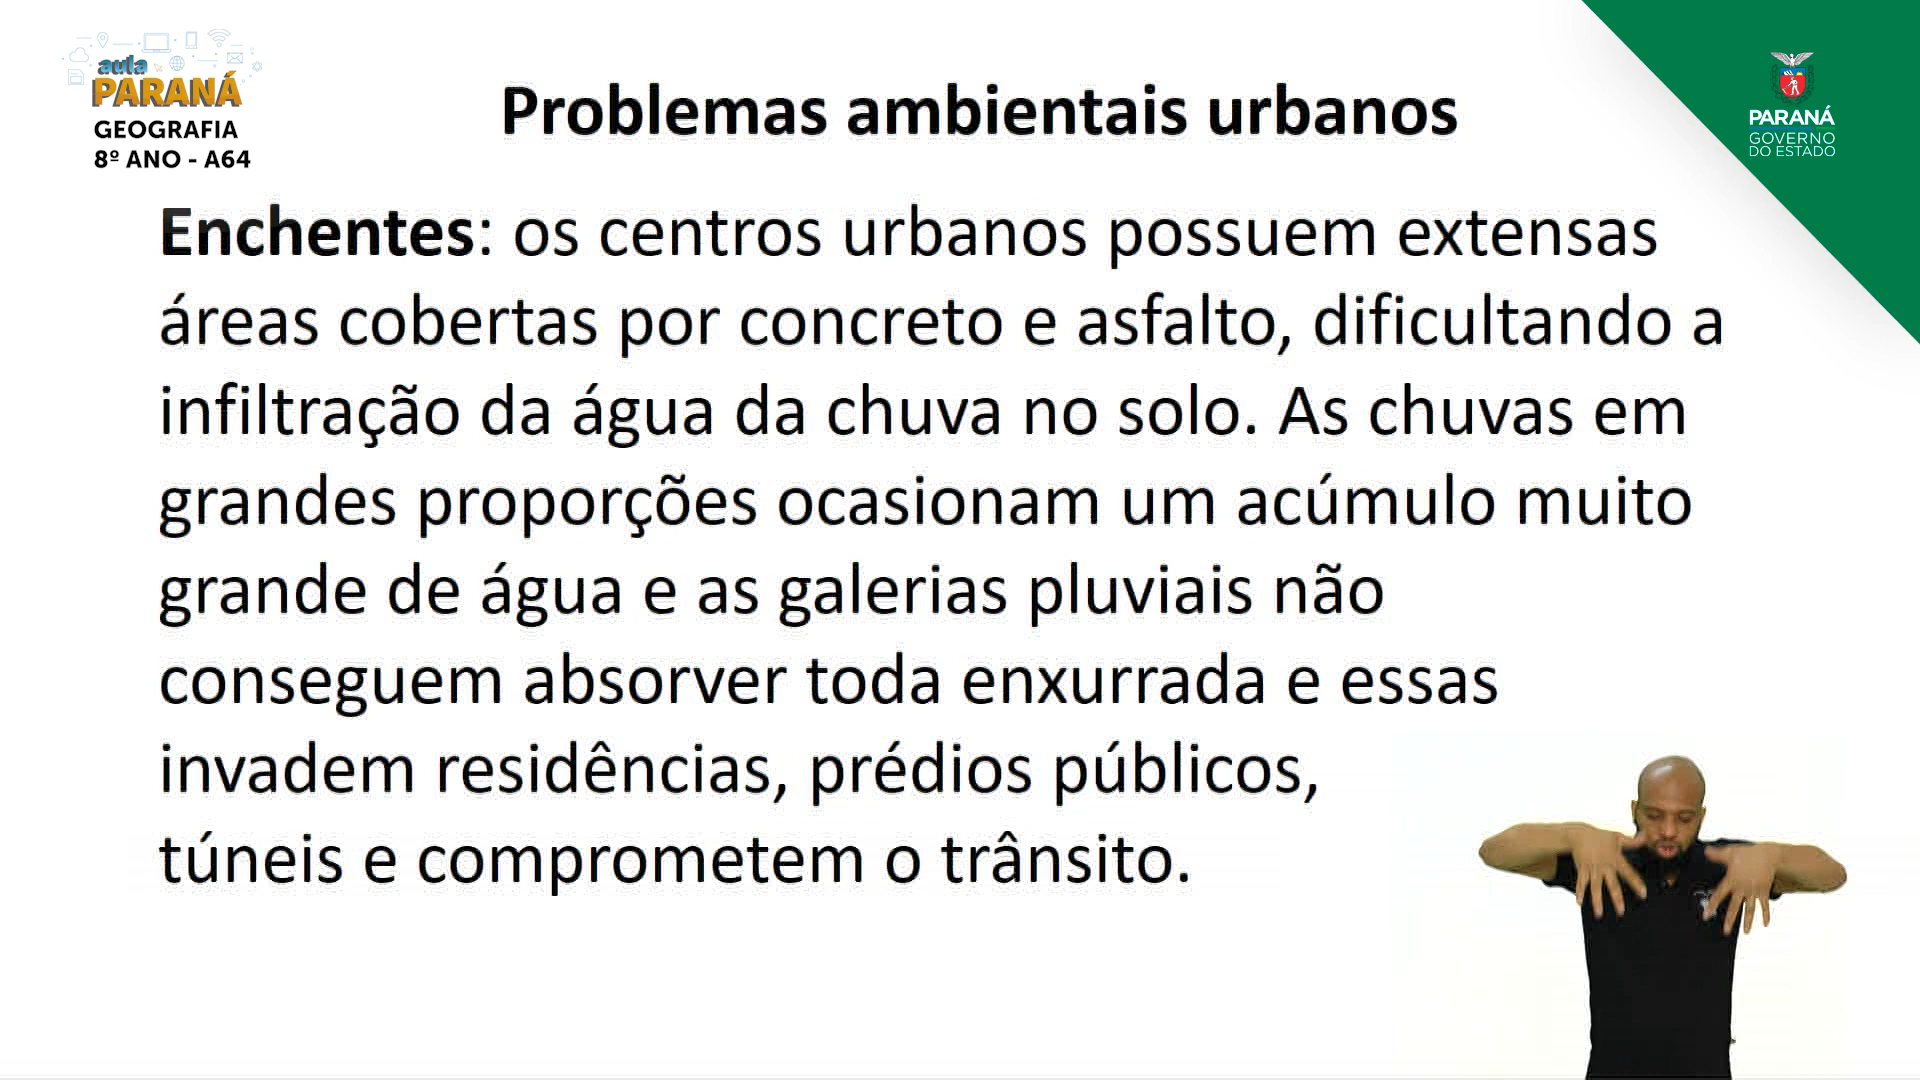 aula
PARANÁ
GEOGRAFIA
8º ANO - A64
Problemas ambientais urbanos
PARANÁ
GOVERNO
DO ESTADO
Enchentes: os centros urbanos possuem extensas
áreas cobertas por concreto e asfalto, dificultando a
infiltração da água da chuva no solo. As chuvas em
grandes proporções ocasionam um acúmulo muito
grande de água e as galerias pluviais não
conseguem absorver toda enxurrada e essas
invadem residências, prédios públicos,
túneis e comprometem o trânsito.